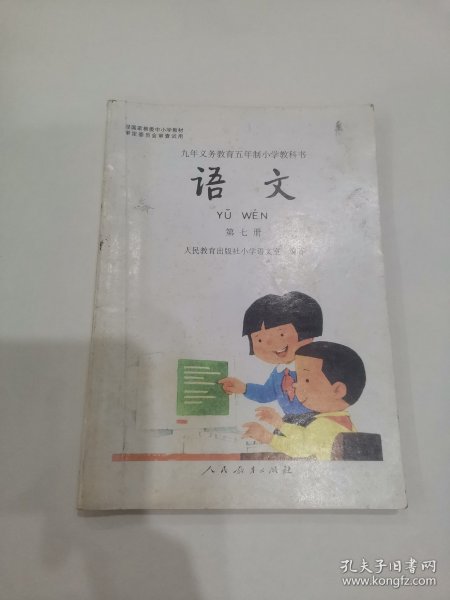 经国家教委中小学教材
审定委员会审查试用
九年义务教育五年制小学教科书
语文
YǓ WÉN
第七册
人民教育出版社小学语文室 编著
人民教育出版社
孔夫子旧书网
www.kongfz.com